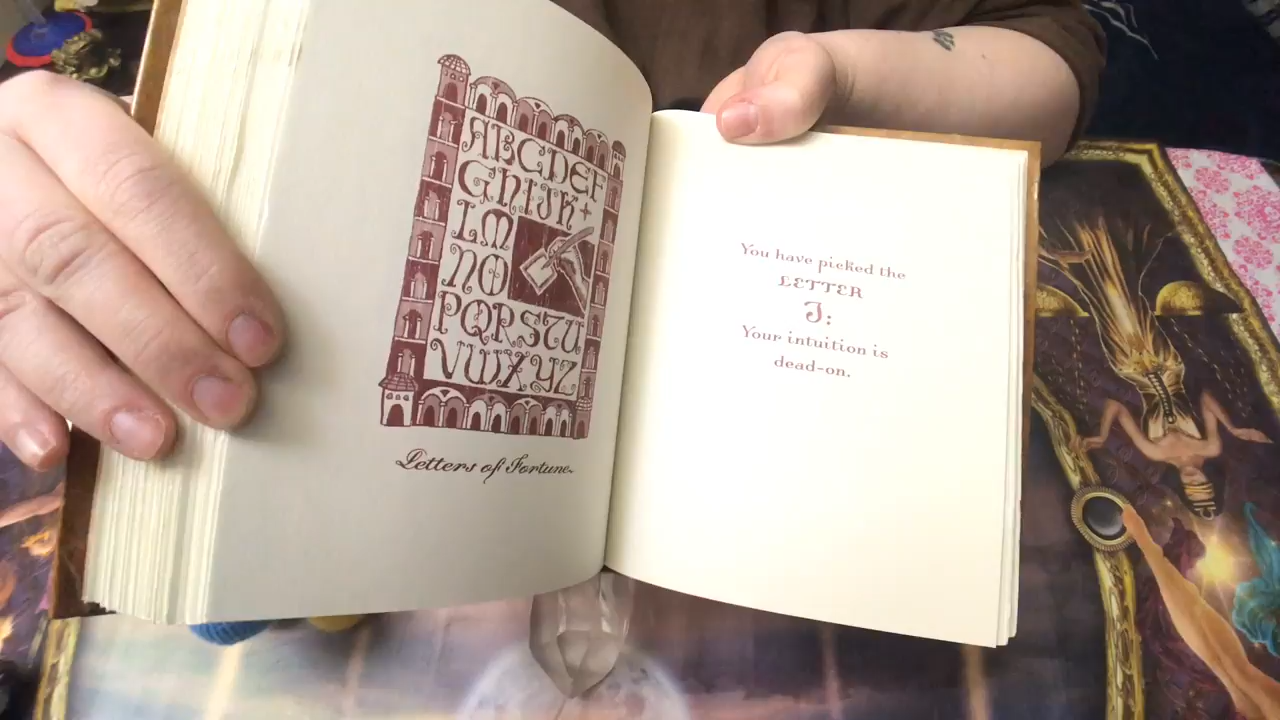 ABCDEF
GHIJK+
LM
NO
PQRSTU
VWXYZ
Letters of Fortune
You have picked the
LETTER
J:
Your intuition is
dead-on.